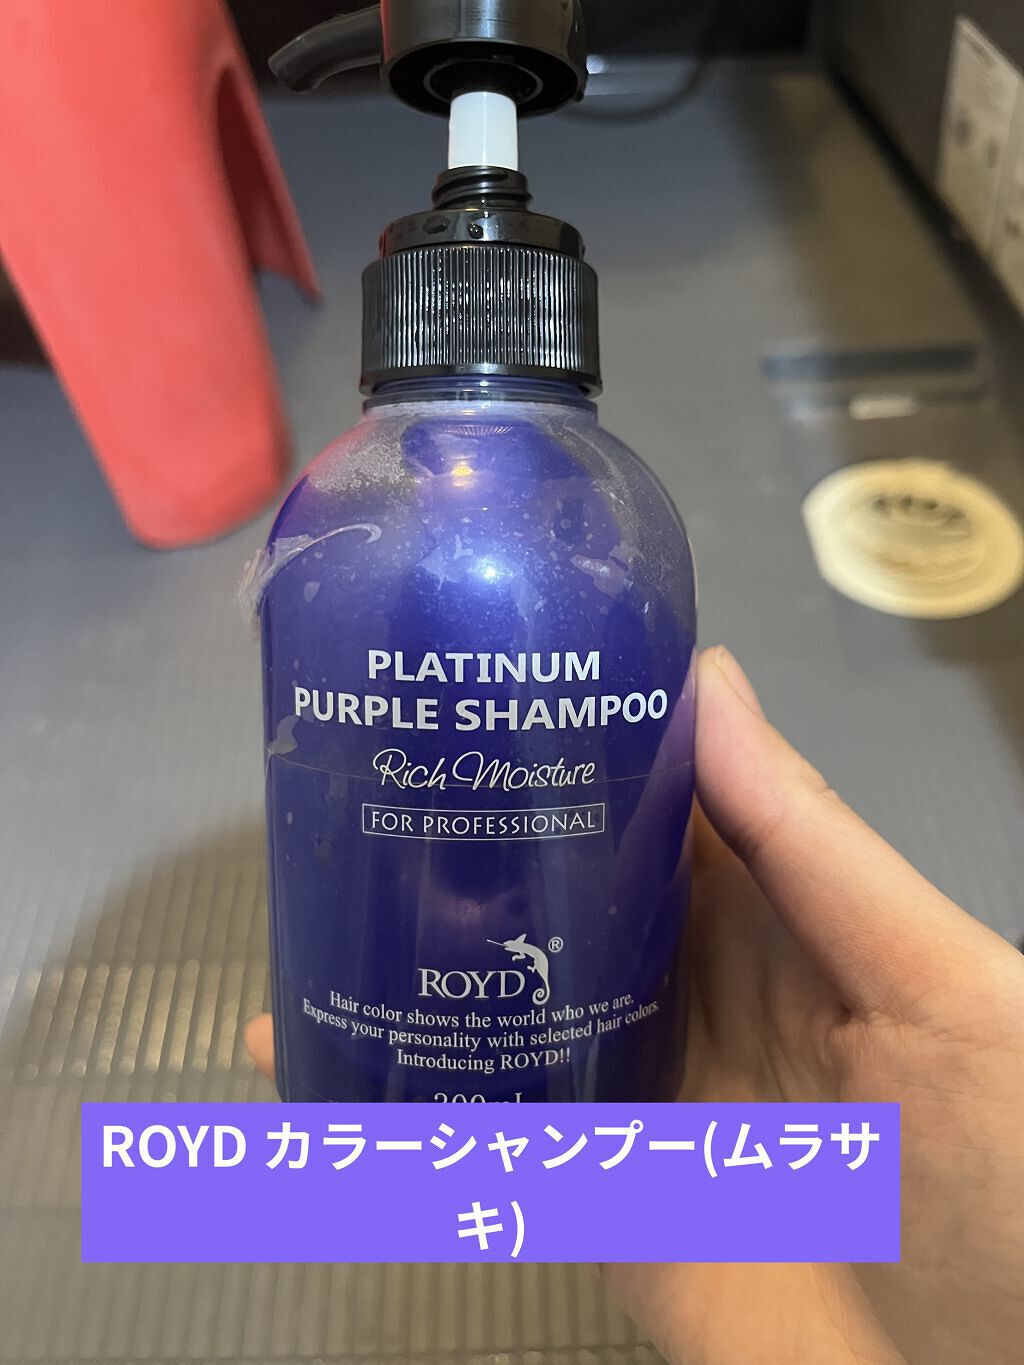 PLATINUM
PURPLE SHAMPOO
Rich Moisture
FOR PROFESSIONAL
ROYD®
Hair color shows the world who we are.
Express your personality with selected hair colors.
Introducing ROYD!!
300mL
ROYD カラーシャンプー(ムラサ
キ)